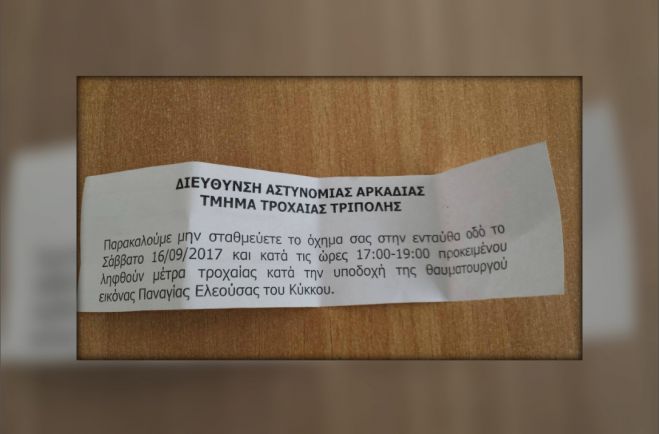 ΔΙΕΥΘΥΝΣΗ ΑΣΤΥΝΟΜΙΑΣ ΑΡΚΑΔΙΑΣ
ΤΜΗΜΑ ΤΡΟΧΑΙΑΣ ΤΡΙΠΟΛΗΣ
Παρακαλούμε μην σταθμεύετε το όχημα σας στην ενταύθα οδό το
Σάββατο 16/09/2017 και κατά τις ώρες 17:00-19:00 προκειμένου
ληφθούν μέτρα τροχαίας κατά την υποδοχή της θαυματουργού
εικόνας Παναγίας Ελεούσας του Κύκκου.